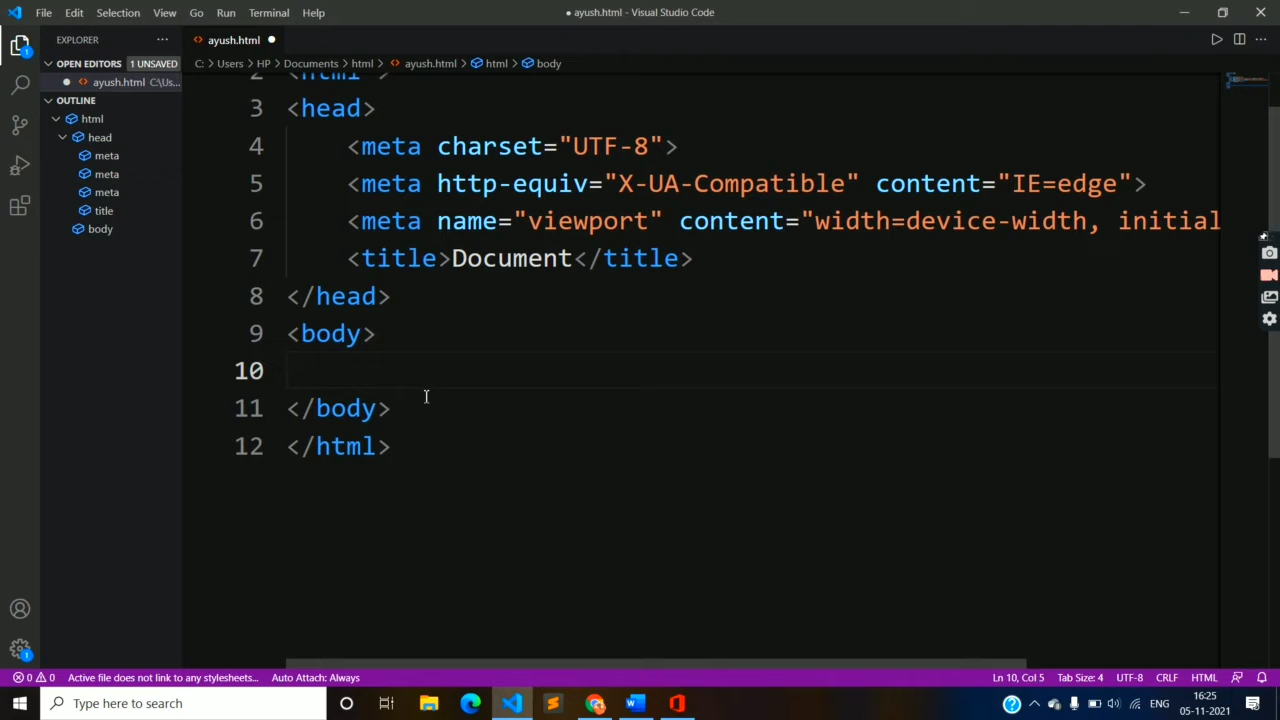 File Edit Selection View Go Run Terminal Help
● ayush.html - Visual Studio Code
EXPLORER
OPEN EDITORS 1 UNSAVED
ayush.html C:\Us...
OUTLINE
html
head
meta
meta
meta
title
body
ayush.html
C: > Users > HP > Documents > html > ayush.html > html > body
2 <html >
3 <head>
4 <meta charset="UTF-8">
5 <meta http-equiv="X-UA-Compatible" content="IE=edge">
6 <meta name="viewport" content="width=device-width, initial
7 <title>Document</title>
8 </head>
9 <body>
10
11 </body>
12 </html>
0 0 Active file does not link to any stylesheets... Auto Attach: Always
Ln 10, Col 5 Tab Size: 4 UTF-8 CRLF HTML
Type here to search
ENG
16:25
05-11-2021